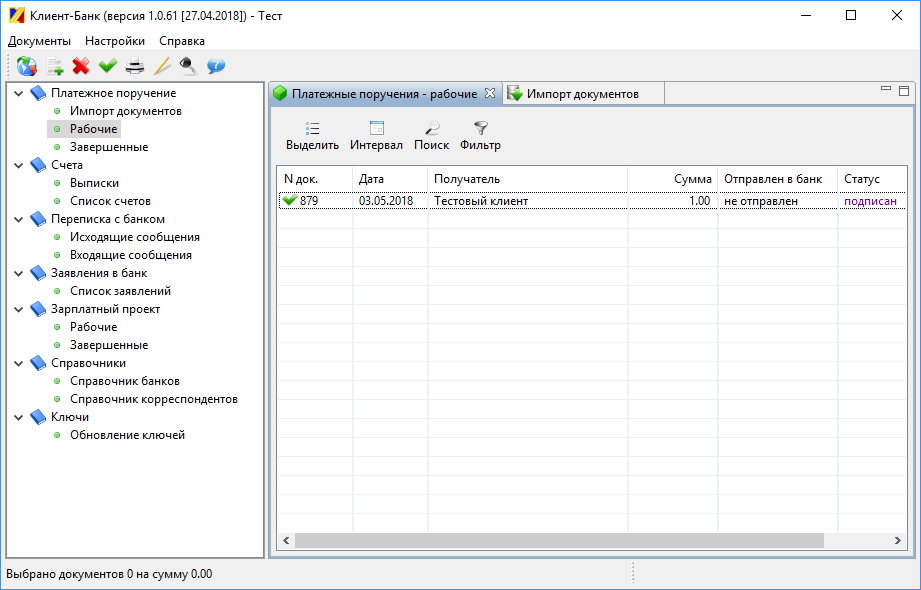 Клиент-Банк (версия 1.0.61 [27.04.2018]) - Тест
Документы Настройки Справка
Платежное поручение
Импорт документов
Рабочие
Завершенные
Счета
Выписки
Список счетов
Переписка с банком
Исходящие сообщения
Входящие сообщения
Заявления в банк
Список заявлений
Зарплатный проект
Рабочие
Завершенные
Справочники
Справочник банков
Справочник корреспондентов
Ключи
Обновление ключей
Платежные поручения - рабочие Импорт документов
Выделить Интервал Поиск Фильтр
N док. Дата Получатель Сумма Отправлен в банк Статус
879 03.05.2018 Тестовый клиент 1.00 не отправлен подписан
Выбрано документов 0 на сумму 0.00